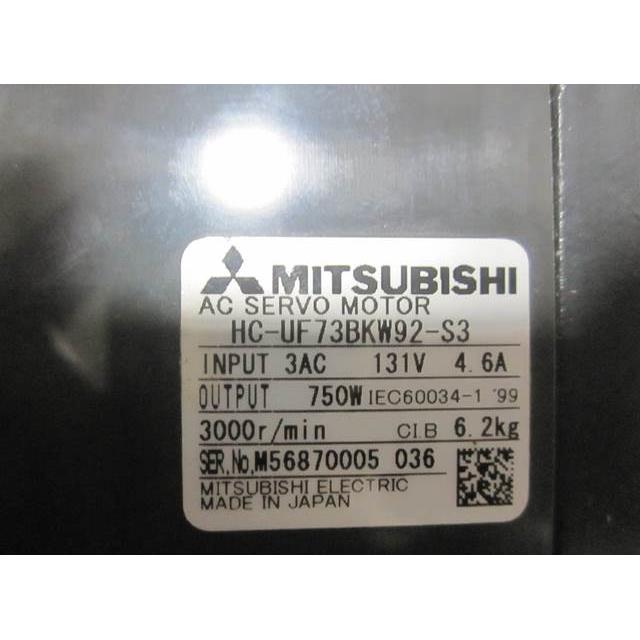 MITSUBISHI
AC SERVO MOTOR
HC-UF73BKW92-S3
INPUT 3AC 131V 4.6A
OUTPUT 750W IEC60034-1 '99
3000r/min CI.B 6.2kg
SER.No.M56870005 036
MITSUBISHI ELECTRIC
MADE IN JAPAN